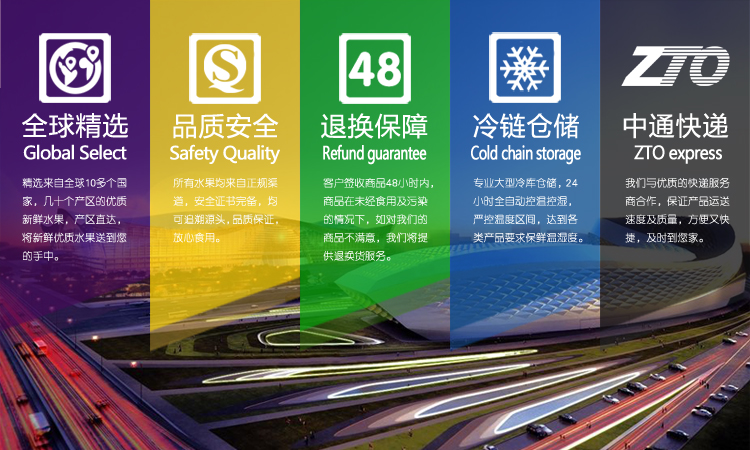 全球精选
Global Select
精选来自全球10多个国
家，几十个产区的优质
新鲜水果，产区直达，
将新鲜优质水果送到您
的手中。
品质安全
Safety Quality
所有水果均来自正规渠
道，安全证书完备，均
可追溯源头，品质保证，
放心食用。
48
退换保障
Refund guarantee
客户签收商品48小时内，
商品在未经食用及污染
的情况下，如对我们的
商品不满意，我们将提
供退换货服务。
冷链仓储
Cold chain storage
专业大型冷库仓储，24
小时全自动控温控湿，
严控温度区间，达到各
类产品要求保鲜温湿度。
ZTO
中通快递
ZTO express
我们与优质的快递服务
商合作，保证产品运送
速度及质量，方便又快
捷，及时到您家。